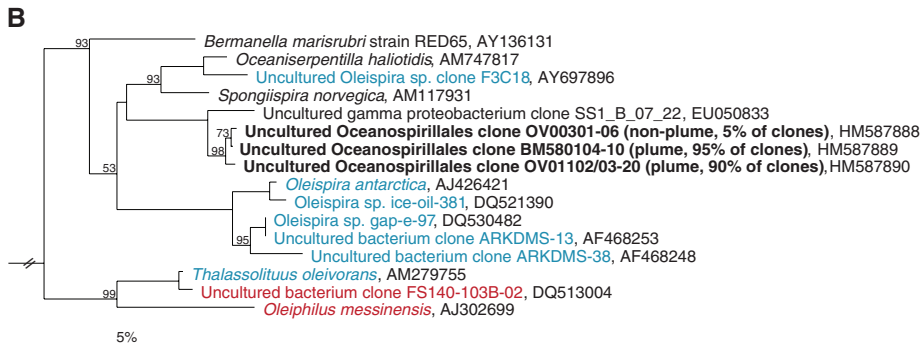 B
93
Bermanella marisrubri strain RED65, AY136131
Oceaniserpentilla haliotidis, AM747817
93
Uncultured Oleispira sp. clone F3C18, AY697896
Spongiispira norvegica, AM117931
Uncultured gamma proteobacterium clone SS1_B_07_22, EU050833
73
Uncultured Oceanospirillales clone OV00301-06 (non-plume, 5% of clones), HM587888
98
Uncultured Oceanospirillales clone BM580104-10 (plume, 95% of clones), HM587889
53
Uncultured Oceanospirillales clone OV01102/03-20 (plume, 90% of clones),HM587890
Oleispira antarctica, AJ426421
Oleispira sp. ice-oil-381, DQ521390
Oleispira sp. gap-e-97, DQ530482
95
Uncultured bacterium clone ARKDMS-13, AF468253
Uncultured bacterium clone ARKDMS-38, AF468248
Thalassolituus oleivorans, AM279755
99
Uncultured bacterium clone FS140-103B-02, DQ513004
Oleiphilus messinensis, AJ302699
5%